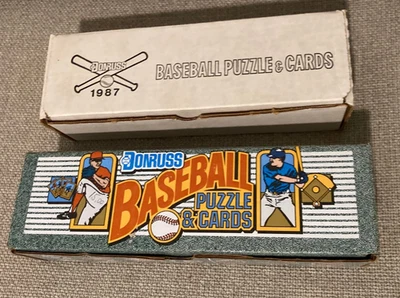 DONRUSS
1987
BASEBALL PUZZLE & CARDS
DONRUSS
BASEBALL
PUZZLE
& CARDS